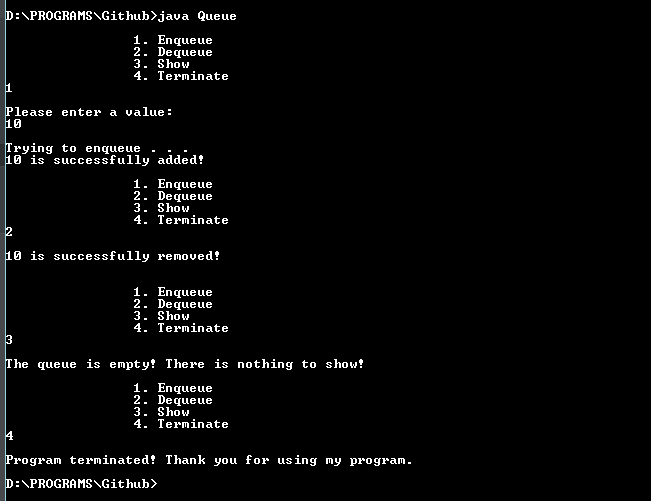 D:\PROGRAMS\Github>java Queue
1. Enqueue
2. Dequeue
3. Show
4. Terminate
1
Please enter a value:
10
Trying to enqueue . . .
10 is successfully added!
1. Enqueue
2. Dequeue
3. Show
4. Terminate
2
10 is successfully removed!
1. Enqueue
2. Dequeue
3. Show
4. Terminate
3
The queue is empty! There is nothing to show!
1. Enqueue
2. Dequeue
3. Show
4. Terminate
4
Program terminated! Thank you for using my program.
D:\PROGRAMS\Github>